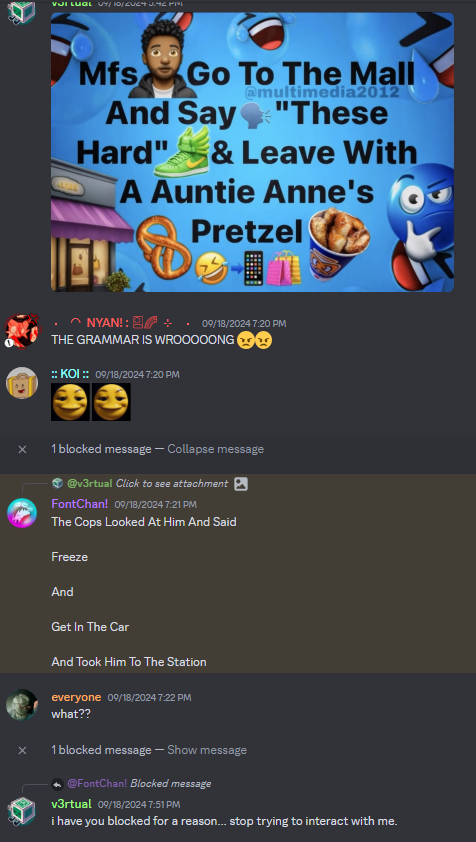 v3rtual 09/18/2024 5:42 PM
Mfs Go To The Mall
@multimedia2012
And Say "These
Hard" & Leave With
A Auntie Anne's
Pretzel
NYAN! : 09/18/2024 7:20 PM
THE GRAMMAR IS WROOOOONG 😠😠
:: KOI :: 09/18/2024 7:20 PM
1 blocked message — Collapse message
@v3rtual Click to see attachment
FontChan! 09/18/2024 7:21 PM
The Cops Looked At Him And Said
Freeze
And
Get In The Car
And Took Him To The Station
everyone 09/18/2024 7:22 PM
what??
1 blocked message — Show message
@FontChan! Blocked message
v3rtual 09/18/2024 7:51 PM
i have you blocked for a reason... stop trying to interact with me.